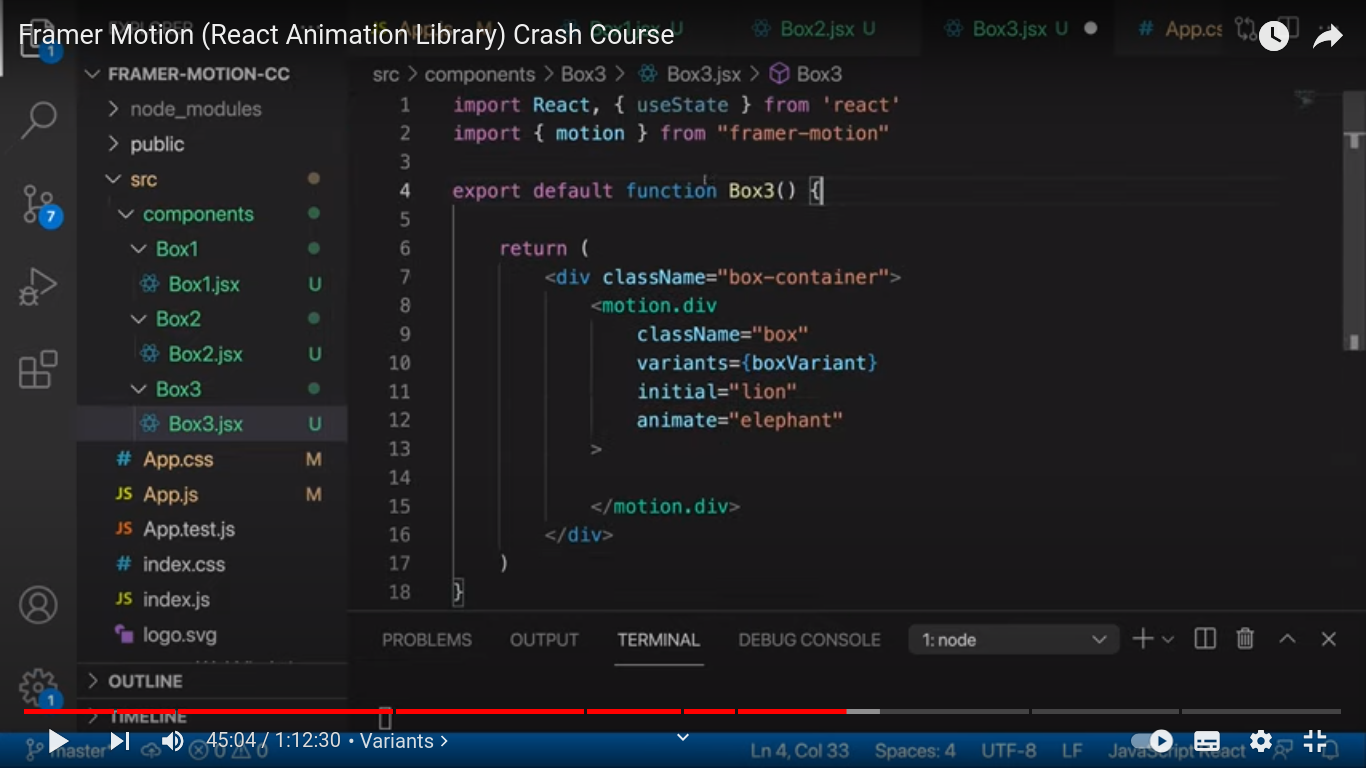 Framer Motion (React Animation Library) Crash Course
Box2.jsx U
Box3.jsx U
# App.cs
1
FRAMER-MOTION-CC
node_modules
public
src
components
Box1
Box1.jsx U
Box2
Box2.jsx U
Box3
Box3.jsx U
# App.css M
JS App.js M
JS App.test.js
# index.css
JS index.js
logo.svg
OUTLINE
TIMELINE
7
1
src > components > Box3 > Box3.jsx > Box3
1 import React, { useState } from 'react'
2 import { motion } from "framer-motion"
3
4 export default function Box3() {
5
6 return (
7 <div className="box-container">
8 <motion.div
9 className="box"
10 variants={boxVariant}
11 initial="lion"
12 animate="elephant"
13 >
14
15 </motion.div>
16 </div>
17 )
18 }
PROBLEMS OUTPUT TERMINAL DEBUG CONSOLE 1: node
45:04 / 1:12:30 • Variants >
master 0 0 Ln 4, Col 33 Spaces: 4 UTF-8 LF JavaScript React